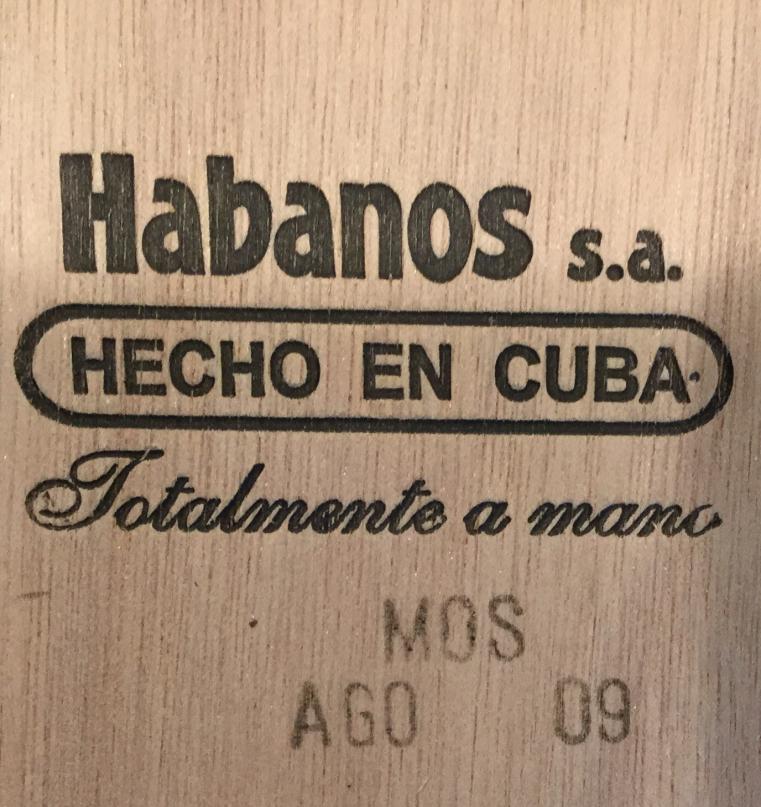 Habanos s.a.
HECHO EN CUBA
Totalmente a mano
MOS
AGO 09